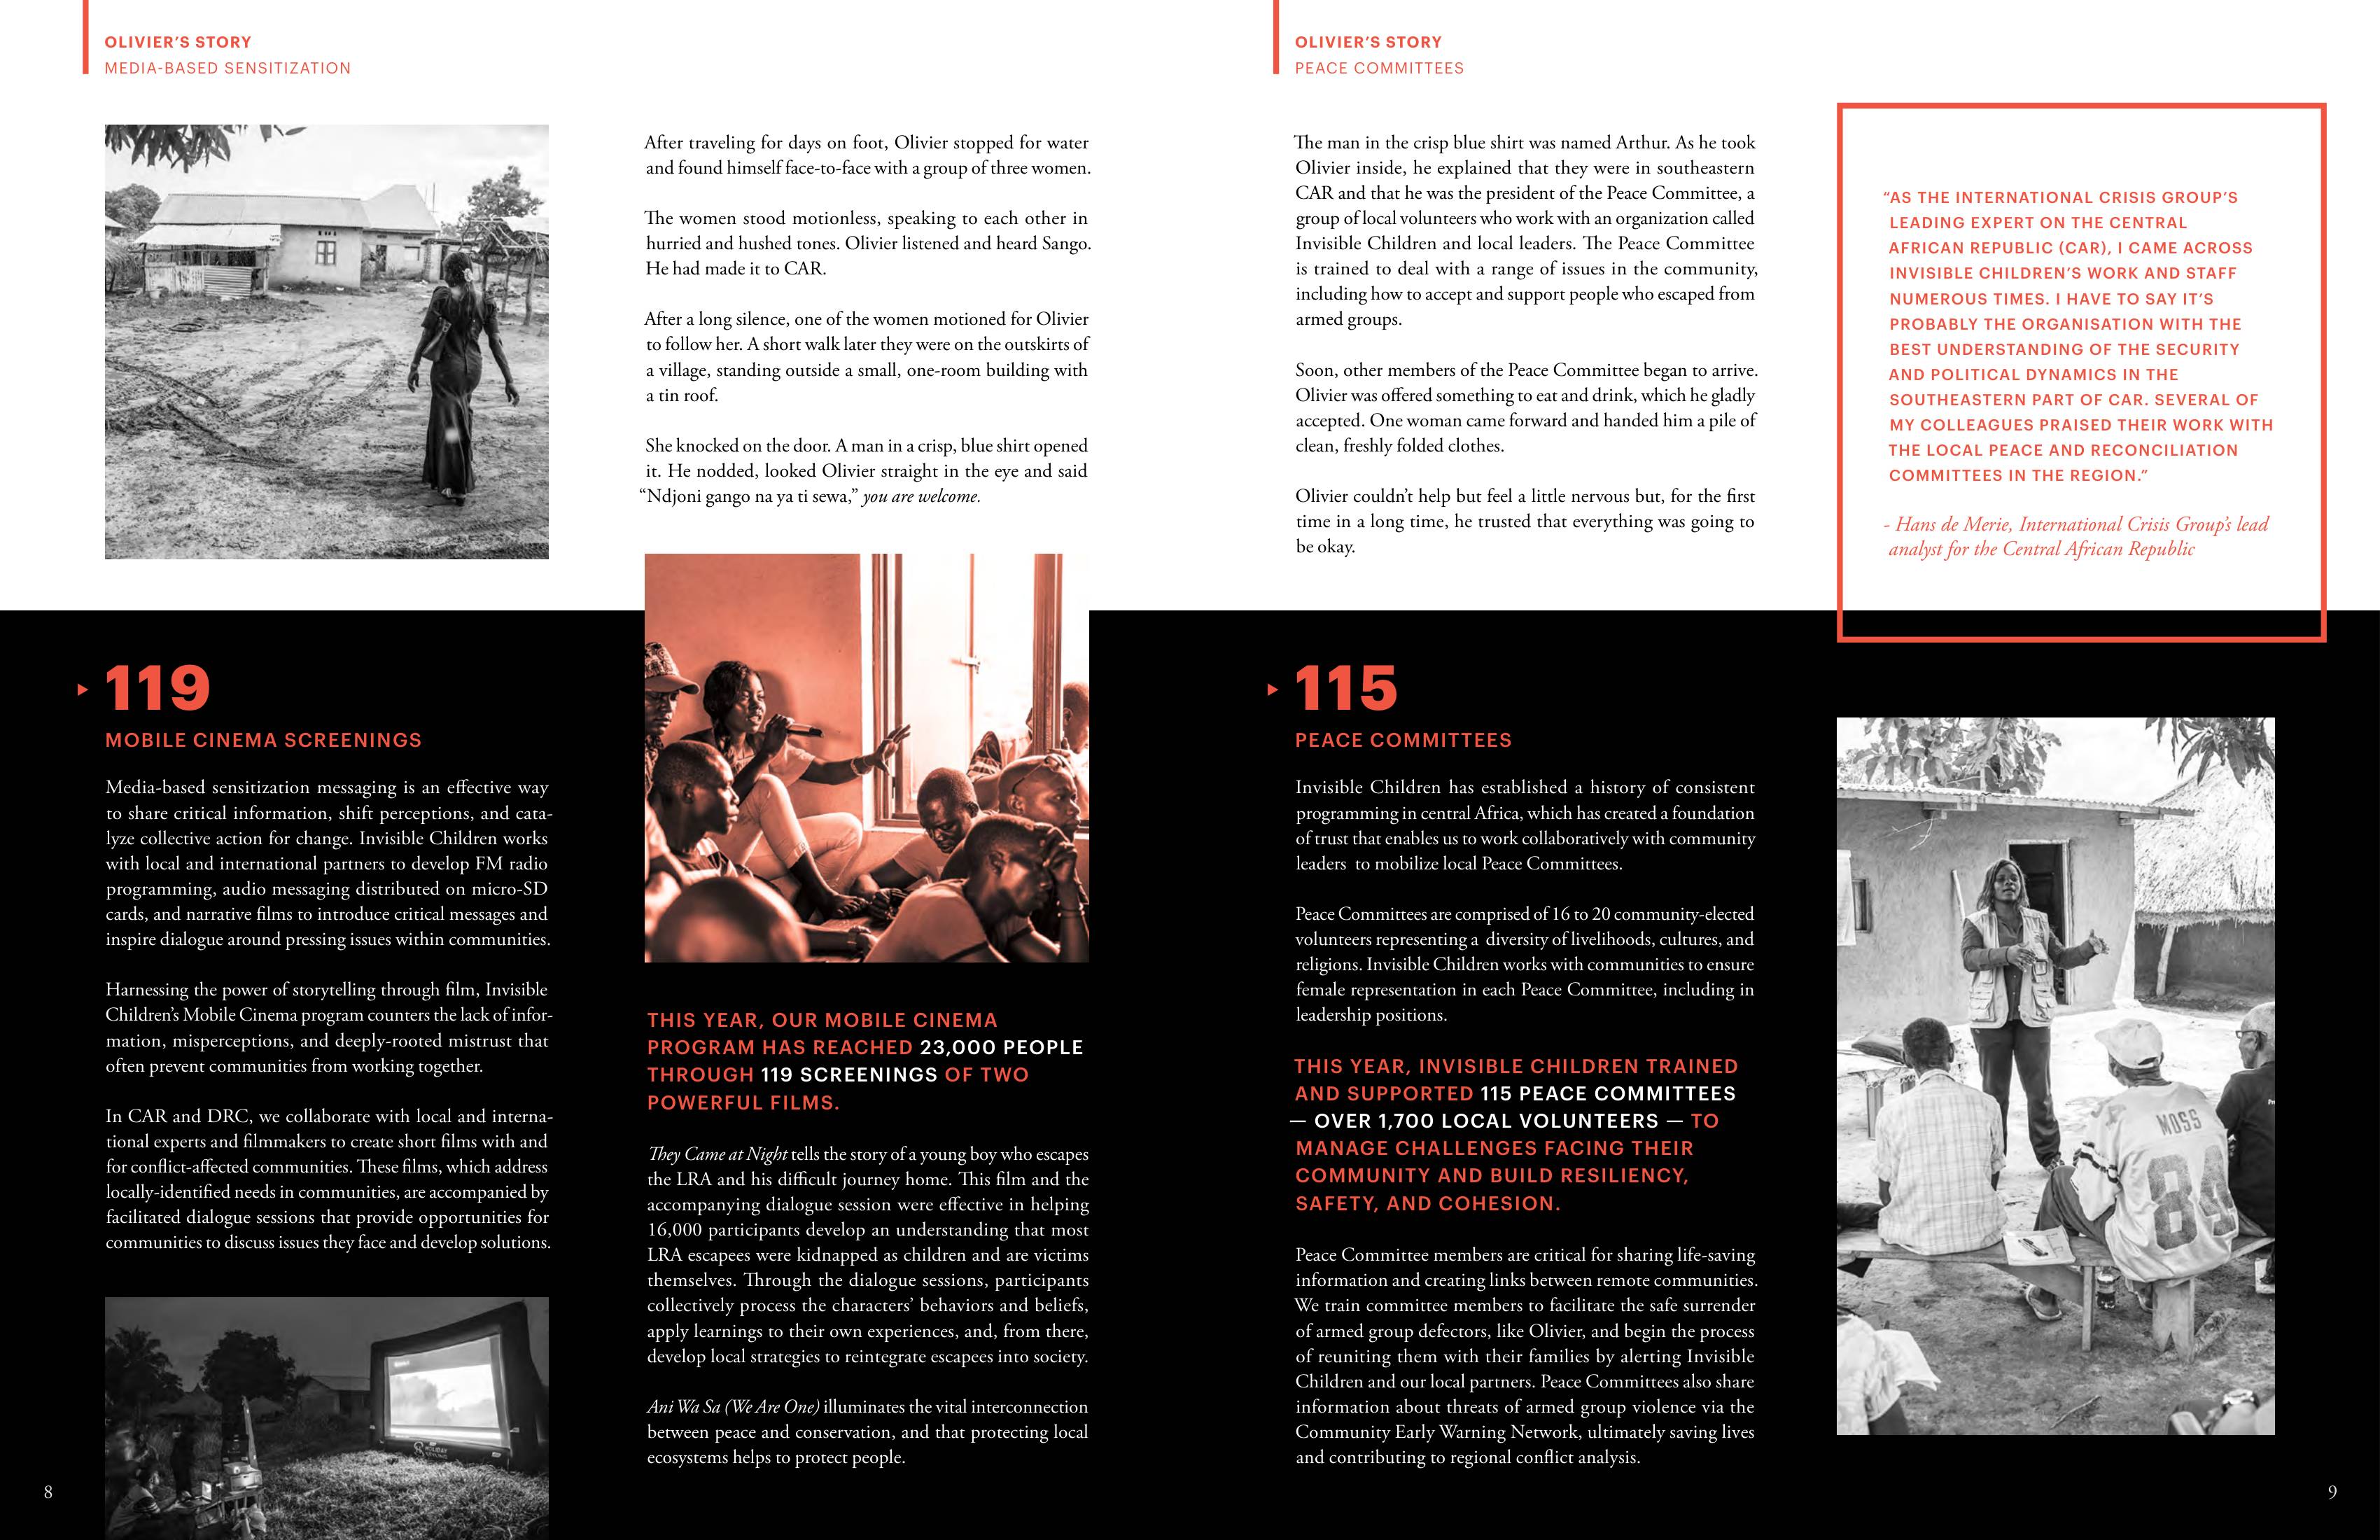 OLIVIER'S STORY
MEDIA-BASED SENSITIZATION
After traveling for days on foot, Olivier stopped for water
and found himself face-to-face with a group of three women.
The women stood motionless, speaking to each other in
hurried and hushed tones. Olivier listened and heard Sango.
He had made it to CAR.
After a long silence, one of the women motioned for Olivier
to follow her. A short walk later they were on the outskirts of
a village, standing outside a small, one-room building with
a tin roof.
She knocked on the door. A man in a crisp, blue shirt opened
it. He nodded, looked Olivier straight in the eye and said
“Ndjoni gango na ya ti sewa,” you are welcome.
119
MOBILE CINEMA SCREENINGS
Media-based sensitization messaging is an effective way
to share critical information, shift perceptions, and cata-
lyze collective action for change. Invisible Children works
with local and international partners to develop FM radio
programming, audio messaging distributed on micro-SD
cards, and narrative films to introduce critical messages and
inspire dialogue around pressing issues within communities.
Harnessing the power of storytelling through film, Invisible
Children's Mobile Cinema program counters the lack of infor-
mation, misperceptions, and deeply-rooted mistrust that
often prevent communities from working together.
In CAR and DRC, we collaborate with local and interna-
tional experts and filmmakers to create short films with and
for conflict-affected communities. These films, which address
locally-identified needs in communities, are accompanied by
facilitated dialogue sessions that provide opportunities for
communities to discuss issues they face and develop solutions.
THIS YEAR, OUR MOBILE CINEMA
PROGRAM HAS REACHED 23,000 PEOPLE
THROUGH 119 SCREENINGS OF TWO
POWERFUL FILMS.
They Came at Night tells the story of a young boy who escapes
the LRA and his difficult journey home. This film and the
accompanying dialogue session were effective in helping
16,000 participants develop an understanding that most
LRA escapees were kidnapped as children and are victims
themselves. Through the dialogue sessions, participants
collectively process the characters' behaviors and beliefs,
apply learnings to their own experiences, and, from there,
develop local strategies to reintegrate escapees into society.
Ani Wa Sa (We Are One) illuminates the vital interconnection
between peace and conservation, and that protecting local
ecosystems helps to protect people.
8
OLIVIER'S STORY
PEACE COMMITTEES
The man in the crisp blue shirt was named Arthur. As he took
Olivier inside, he explained that they were in southeastern
CAR and that he was the president of the Peace Committee, a
group of local volunteers who work with an organization called
Invisible Children and local leaders. The Peace Committee
is trained to deal with a range of issues in the community,
including how to accept and support people who escaped from
armed groups.
Soon, other members of the Peace Committee began to arrive.
Olivier was offered something to eat and drink, which he gladly
accepted. One woman came forward and handed him a pile of
clean, freshly folded clothes.
Olivier couldn't help but feel a little nervous but, for the first
time in a long time, he trusted that everything was going to
be okay.
“AS THE INTERNATIONAL CRISIS GROUP'S
LEADING EXPERT ON THE CENTRAL
AFRICAN REPUBLIC (CAR), I CAME ACROSS
INVISIBLE CHILDREN'S WORK AND STAFF
NUMEROUS TIMES. I HAVE TO SAY IT'S
PROBABLY THE ORGANISATION WITH THE
BEST UNDERSTANDING OF THE SECURITY
AND POLITICAL DYNAMICS IN THE
SOUTHEASTERN PART OF CAR. SEVERAL OF
MY COLLEAGUES PRAISED THEIR WORK WITH
THE LOCAL PEACE AND RECONCILIATION
COMMITTEES IN THE REGION.”
- Hans de Merie, International Crisis Group's lead
analyst for the Central African Republic
115
PEACE COMMITTEES
Invisible Children has established a history of consistent
programming in central Africa, which has created a foundation
of trust that enables us to work collaboratively with community
leaders to mobilize local Peace Committees.
Peace Committees are comprised of 16 to 20 community-elected
volunteers representing a diversity of livelihoods, cultures, and
religions. Invisible Children works with communities to ensure
female representation in each Peace Committee, including in
leadership positions.
THIS YEAR, INVISIBLE CHILDREN TRAINED
AND SUPPORTED 115 PEACE COMMITTEES
— OVER 1,700 LOCAL VOLUNTEERS — TO
MANAGE CHALLENGES FACING THEIR
COMMUNITY AND BUILD RESILIENCY,
SAFETY, AND COHESION.
Peace Committee members are critical for sharing life-saving
information and creating links between remote communities.
We train committee members to facilitate the safe surrender
of armed group defectors, like Olivier, and begin the process
of reuniting them with their families by alerting Invisible
Children and our local partners. Peace Committees also share
information about threats of armed group violence via the
Community Early Warning Network, ultimately saving lives
and contributing to regional conflict analysis.
MOSS
89
9